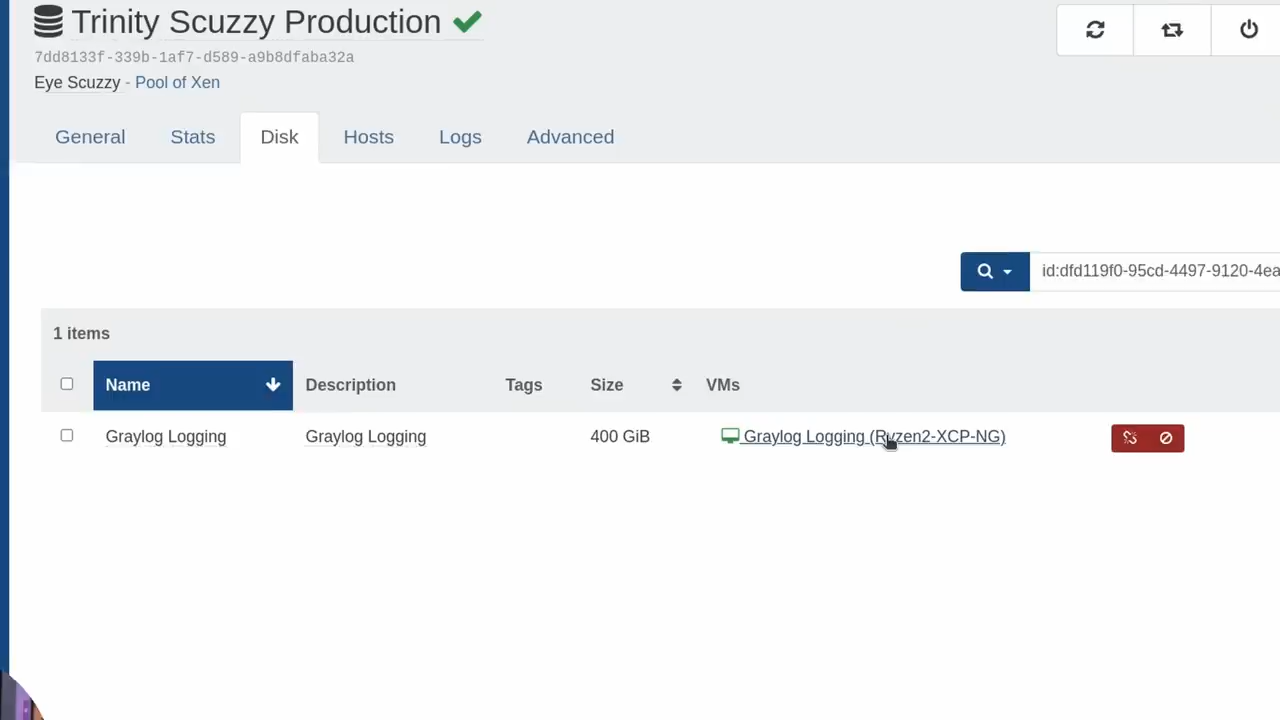 Trinity Scuzzy Production
7dd8133f-339b-1af7-d589-a9b8dfaba32a
Eye Scuzzy - Pool of Xen
General Stats Disk Hosts Logs Advanced
id:dfd119f0-95cd-4497-9120-4ea
1 items
Name Description Tags Size VMs
Graylog Logging Graylog Logging 400 GiB Graylog Logging (Ryzen2-XCP-NG)